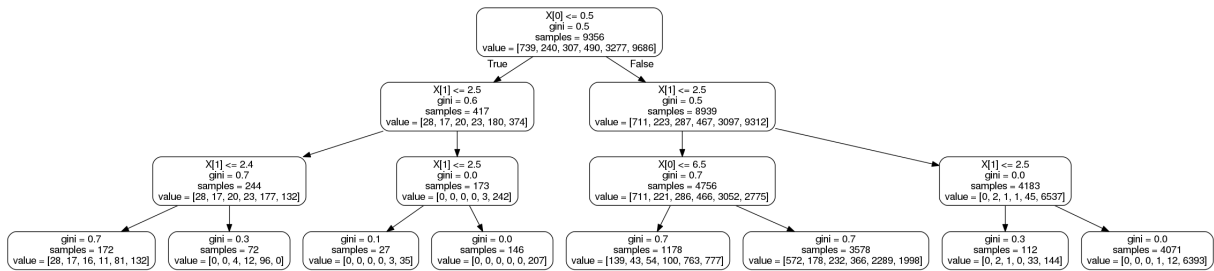 X[0] <= 0.5
gini = 0.5
samples = 9356
value = [739, 240, 307, 490, 3277, 9686]
True
False
X[1] <= 2.5
gini = 0.6
samples = 417
value = [28, 17, 20, 23, 180, 374]
X[1] <= 2.5
gini = 0.5
samples = 8939
value = [711, 223, 287, 467, 3097, 9312]
X[1] <= 2.4
gini = 0.7
samples = 244
value = [28, 17, 20, 23, 177, 132]
X[1] <= 2.5
gini = 0.0
samples = 173
value = [0, 0, 0, 0, 3, 242]
X[0] <= 6.5
gini = 0.7
samples = 4756
value = [711, 221, 286, 466, 3052, 2775]
X[1] <= 2.5
gini = 0.0
samples = 4183
value = [0, 2, 1, 1, 45, 6537]
gini = 0.7
samples = 172
value = [28, 17, 16, 11, 81, 132]
gini = 0.3
samples = 72
value = [0, 0, 4, 12, 96, 0]
gini = 0.1
samples = 27
value = [0, 0, 0, 0, 3, 35]
gini = 0.0
samples = 146
value = [0, 0, 0, 0, 0, 207]
gini = 0.7
samples = 1178
value = [139, 43, 54, 100, 763, 777]
gini = 0.7
samples = 3578
value = [572, 178, 232, 366, 2289, 1998]
gini = 0.3
samples = 112
value = [0, 2, 1, 0, 33, 144]
gini = 0.0
samples = 4071
value = [0, 0, 0, 1, 12, 6393]